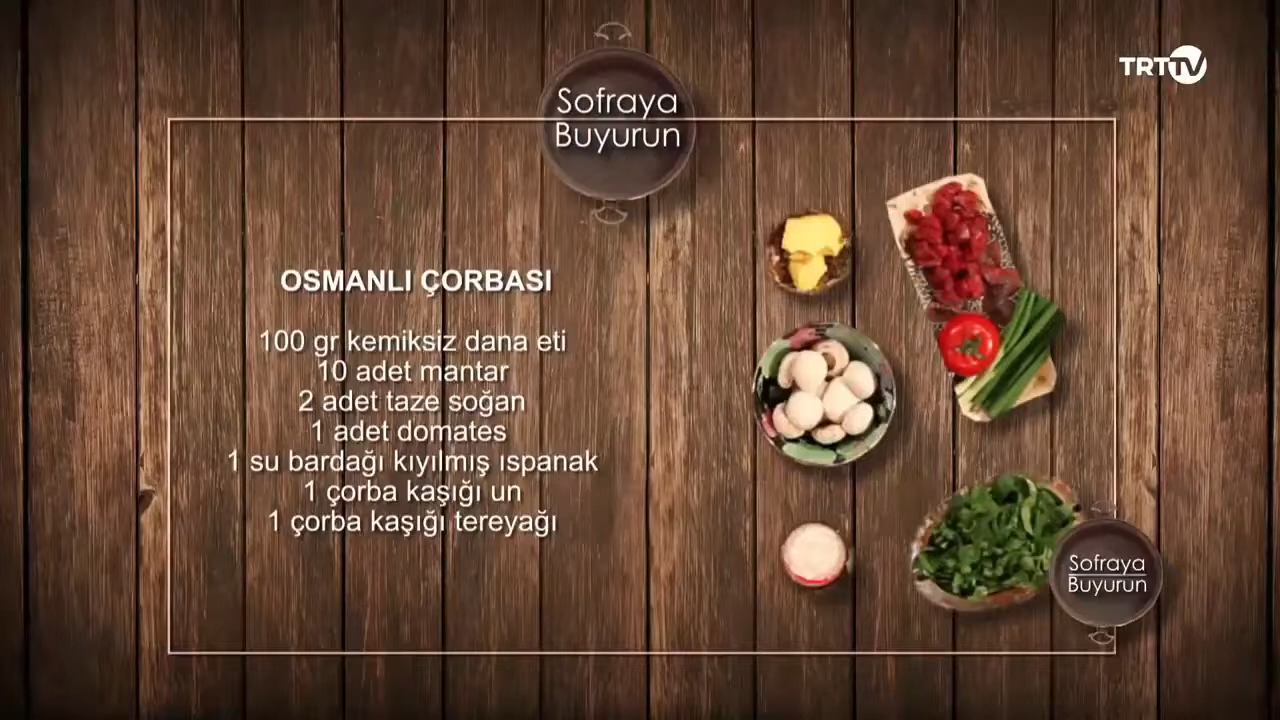 TRT TV
Sofraya
Buyurun
OSMANLI ÇORBASI
100 gr kemiksiz dana eti
10 adet mantar
2 adet taze soğan
1 adet domates
1 su bardağı kıyılmış ıspanak
1 çorba kaşığı un
1 çorba kaşığı tereyağı
Sofraya
Buyurun